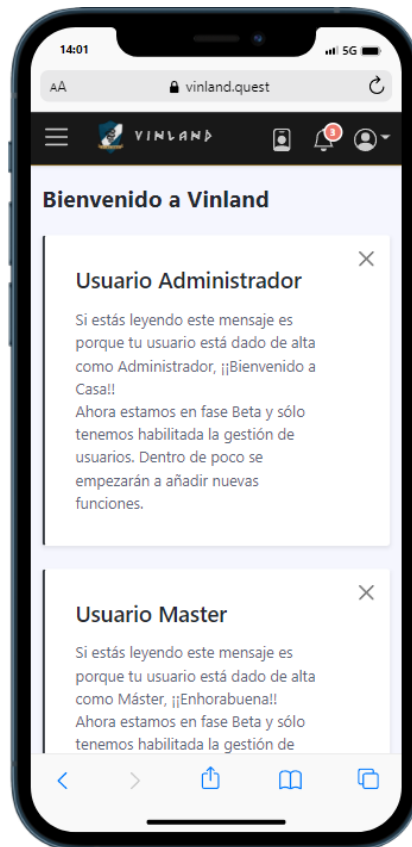 14:01
5G
AA
vinland.quest
VINLAND
3
Bienvenido a Vinland
Usuario Administrador
Si estás leyendo este mensaje es
porque tu usuario está dado de alta
como Administrador, ¡¡Bienvenido a
Casa!!
Ahora estamos en fase Beta y sólo
tenemos habilitada la gestión de
usuarios. Dentro de poco se
empezarán a añadir nuevas
funciones.
Usuario Master
Si estás leyendo este mensaje es
porque tu usuario está dado de alta
como Máster, ¡¡Enhorabuena!!
Ahora estamos en fase Beta y sólo
tenemos habilitada la gestión de